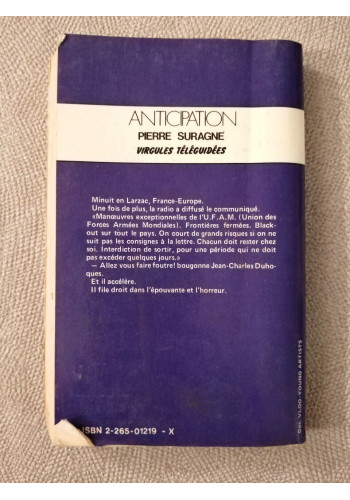 ANTICIPATION
PIERRE SURAGNE
VIRGULES TÉLÉGUIDÉES
Minuit en Larzac, France-Europe.
Une fois de plus, la radio a diffusé le communiqué.
«Manœuvres exceptionnelles de l'U.F.A.M. (Union des
Forces Armées Mondiales). Frontières fermées. Black-
out sur tout le pays. On court de grands risques si on ne
suit pas les consignes à la lettre. Chacun doit rester chez
soi. Interdiction de sortir, pour une période qui ne doit
pas excéder quelques jours.»
— Allez vous faire foutre! bougonne Jean-Charles Duho-
ques.
Et il accélère.
Il file droit dans l'épouvante et l'horreur.
ISBN 2-265-01219 - X
VLOO YOUNG ARTISTS